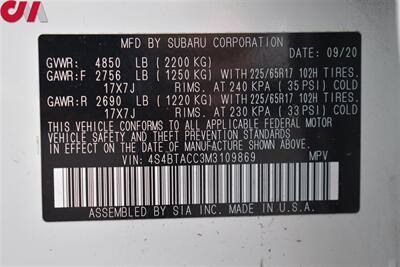 CIA
MFD. BY SUBARU CORPORATION
DATE: 09/20
GVWR: 4850 LB (2200 KG)
GAWR:F 2756 LB (1250 KG) WITH 225/65R17 102H TIRES.
17X7J RIMS. AT 240 KPA ( 35 PSI) COLD
GAWR:R 2690 LB (1220 KG) WITH 225/65R17 102H TIRES.
17X7J RIMS. AT 230 KPA ( 33 PSI) COLD
THIS VEHICLE CONFORMS TO ALL APPLICABLE FEDERAL MOTOR
VEHICLE SAFETY, BUMPER, AND THEFT PREVENTION STANDARDS
IN EFFECT ON THE DATE OF MANUFACTURE SHOWN ABOVE.
VIN: 4S4BTACC3M3109869 MPV
ASSEMBLED BY SIA INC. MADE IN U.S.A.